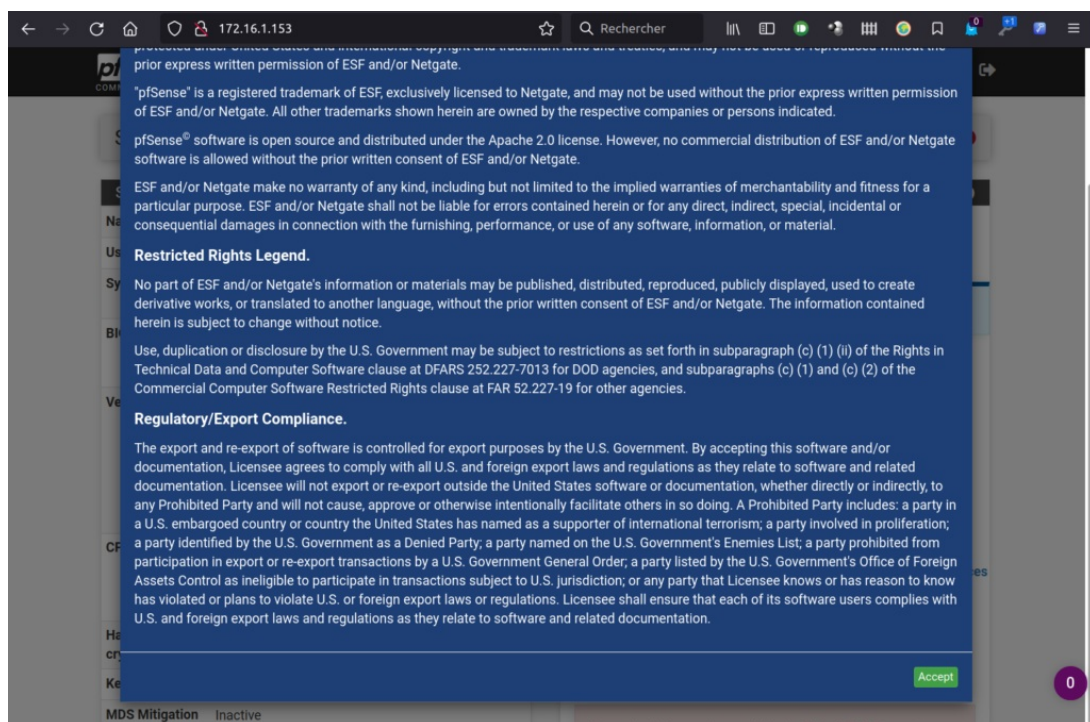 172.16.1.153
Rechercher
0
+1
protected under United States and international copyright and trademark laws and treaties, and may not be used or reproduced without the
prior express written permission of ESF and/or Netgate.
"pfSense" is a registered trademark of ESF, exclusively licensed to Netgate, and may not be used without the prior express written permission
of ESF and/or Netgate. All other trademarks shown herein are owned by the respective companies or persons indicated.
pfSense© software is open source and distributed under the Apache 2.0 license. However, no commercial distribution of ESF and/or Netgate
software is allowed without the prior written consent of ESF and/or Netgate.
ESF and/or Netgate make no warranty of any kind, including but not limited to the implied warranties of merchantability and fitness for a
particular purpose. ESF and/or Netgate shall not be liable for errors contained herein or for any direct, indirect, special, incidental or
consequential damages in connection with the furnishing, performance, or use of any software, information, or material.
Restricted Rights Legend.
No part of ESF and/or Netgate's information or materials may be published, distributed, reproduced, publicly displayed, used to create
derivative works, or translated to another language, without the prior written consent of ESF and/or Netgate. The information contained
herein is subject to change without notice.
Use, duplication or disclosure by the U.S. Government may be subject to restrictions as set forth in subparagraph (c) (1) (ii) of the Rights in
Technical Data and Computer Software clause at DFARS 252.227-7013 for DOD agencies, and subparagraphs (c) (1) and (c) (2) of the
Commercial Computer Software Restricted Rights clause at FAR 52.227-19 for other agencies.
Regulatory/Export Compliance.
The export and re-export of software is controlled for export purposes by the U.S. Government. By accepting this software and/or
documentation, Licensee agrees to comply with all U.S. and foreign export laws and regulations as they relate to software and related
documentation. Licensee will not export or re-export outside the United States software or documentation, whether directly or indirectly, to
any Prohibited Party and will not cause, approve or otherwise intentionally facilitate others in so doing. A Prohibited Party includes: a party in
a U.S. embargoed country or country the United States has named as a supporter of international terrorism; a party involved in proliferation;
a party identified by the U.S. Government as a Denied Party; a party named on the U.S. Government's Enemies List; a party prohibited from
participation in export or re-export transactions by a U.S. Government General Order; a party listed by the U.S. Government's Office of Foreign
Assets Control as ineligible to participate in transactions subject to U.S. jurisdiction; or any party that Licensee knows or has reason to know
has violated or plans to violate U.S. or foreign export laws or regulations. Licensee shall ensure that each of its software users complies with
U.S. and foreign export laws and regulations as they relate to software and related documentation.
Accept
0
MDS Mitigation Inactive